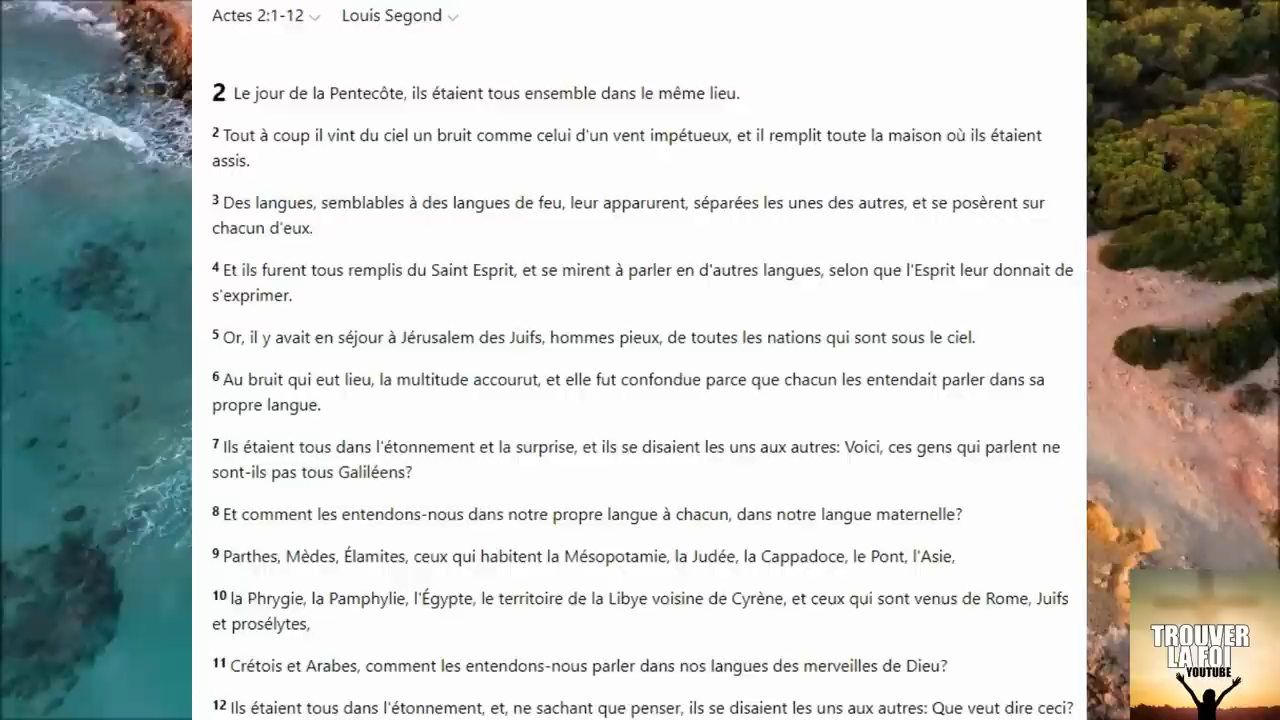 Actes 2:1-12 Louis Segond
2 Le jour de la Pentecôte, ils étaient tous ensemble dans le même lieu.
2 Tout à coup il vint du ciel un bruit comme celui d'un vent impétueux, et il remplit toute la maison où ils étaient
assis.
3 Des langues, semblables à des langues de feu, leur apparurent, séparées les unes des autres, et se posèrent sur
chacun d'eux.
4 Et ils furent tous remplis du Saint Esprit, et se mirent à parler en d'autres langues, selon que l'Esprit leur donnait de
s'exprimer.
5 Or, il y avait en séjour à Jérusalem des Juifs, hommes pieux, de toutes les nations qui sont sous le ciel.
6 Au bruit qui eut lieu, la multitude accourut, et elle fut confondue parce que chacun les entendait parler dans sa
propre langue.
7 Ils étaient tous dans l'étonnement et la surprise, et ils se disaient les uns aux autres: Voici, ces gens qui parlent ne
sont-ils pas tous Galiléens?
8 Et comment les entendons-nous dans notre propre langue à chacun, dans notre langue maternelle?
9 Parthes, Mèdes, Élamites, ceux qui habitent la Mésopotamie, la Judée, la Cappadoce, le Pont, l'Asie,
10 la Phrygie, la Pamphylie, l'Égypte, le territoire de la Libye voisine de Cyrène, et ceux qui sont venus de Rome, Juifs
et prosélytes,
11 Crétois et Arabes, comment les entendons-nous parler dans nos langues des merveilles de Dieu?
12 Ils étaient tous dans l'étonnement, et, ne sachant que penser, ils se disaient les uns aux autres: Que veut dire ceci?
TROUVER
LA FOI
YOUTUBE